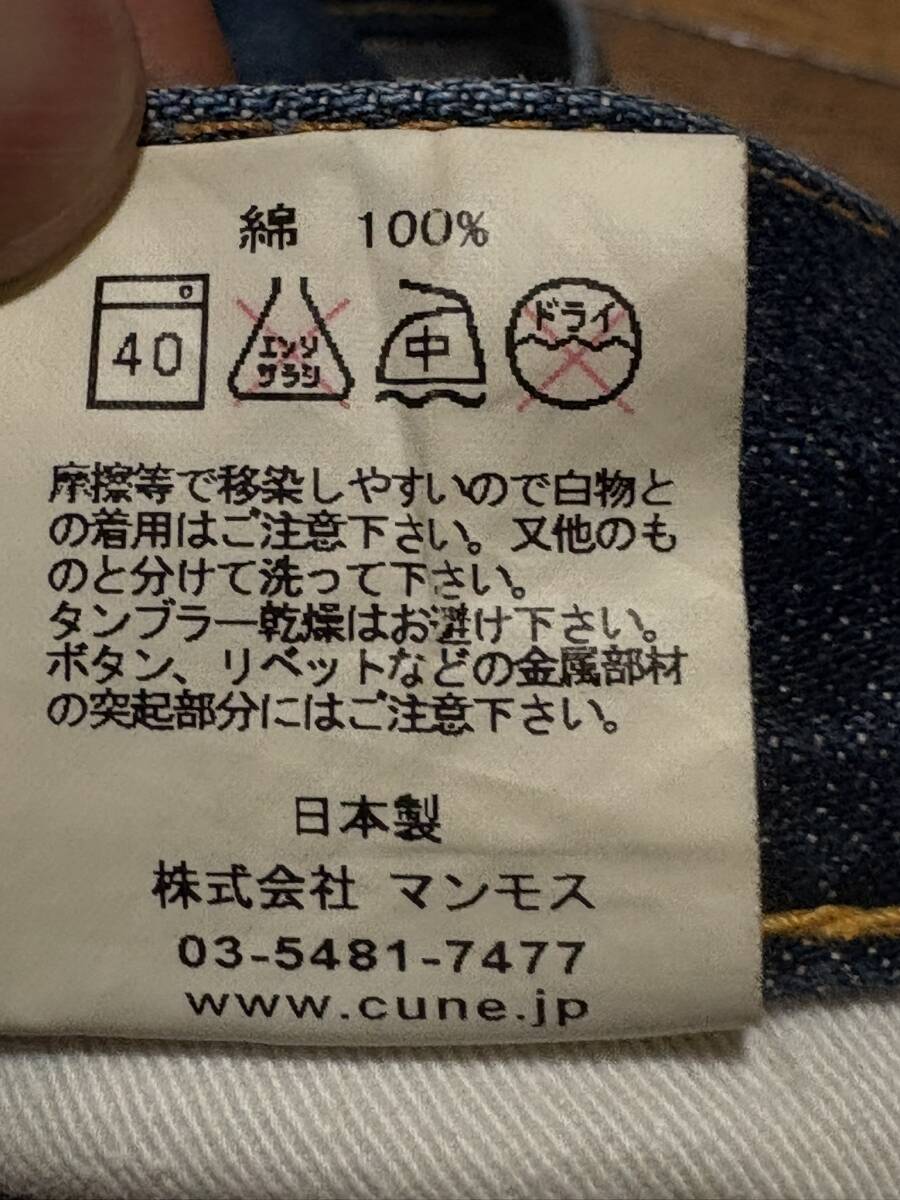 綿 100%
40 エンソ サラシ 中 ドライ
摩擦等で移染しやすいので白物と
の着用はご注意下さい。又他のも
のと分けて洗って下さい。
タンブラー乾燥はお避け下さい。
ボタン、リベットなどの金属部材
の突起部分にはご注意下さい。
日本製
株式会社 マンモス
03-5481-7477
www.cune.jp